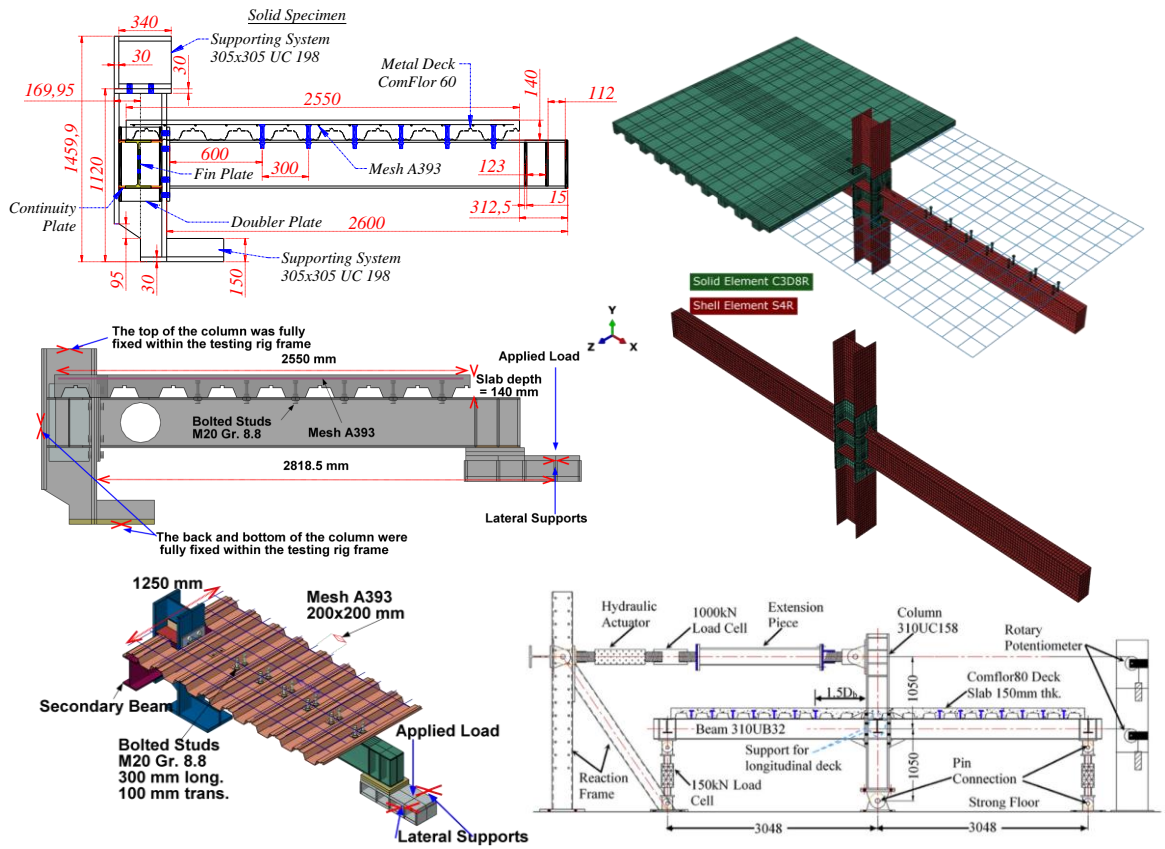 Solid Specimen
340
Supporting System
305x305 UC 198
30
30
169,95
Metal Deck
ComFlor 60
140
112
2550
1459,9
1120
600
300
Mesh A393
123
Fin Plate
15
Continuity
Plate
Doubler Plate
312,5
2600
Supporting System
305x305 UC 198
95
30
150
Solid Element C3D8R
Shell Element S4R
Y
Z
X
The top of the column was fully
fixed within the testing rig frame
2550 mm
Applied Load
Slab depth
= 140 mm
Bolted Studs
M20 Gr. 8.8
Mesh A393
2818.5 mm
Lateral Supports
The back and bottom of the column were
fully fixed within the testing rig frame
1250 mm
Mesh A393
200x200 mm
Secondary Beam
Bolted Studs
M20 Gr. 8.8
300 mm long.
100 mm trans.
Applied Load
Lateral Supports
Hydraulic
Actuator
1000kN
Load Cell
Extension
Piece
Column
310UC158
Rotary
Potentiometer
1.5Db
1050
Comflor80 Deck
Slab 150mm thk.
Beam 310UB32
Support for
longitudinal deck
1050
Pin
Connection
Reaction
Frame
150kN Load
Cell
Strong Floor
3048
3048